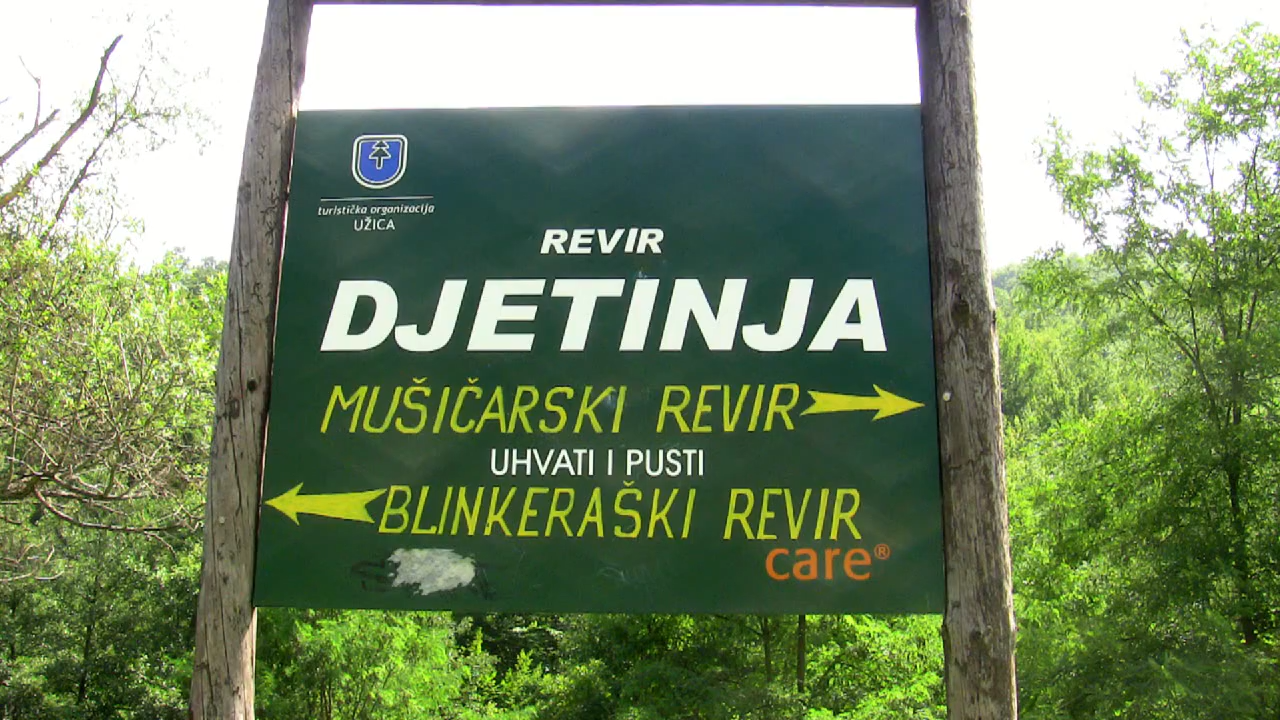 turistička organizacija
UŽICA
REVIR
DJETINJA
MUŠIČARSKI REVIR
UHVATI I PUSTI
BLINKERAŠKI REVIR
care®